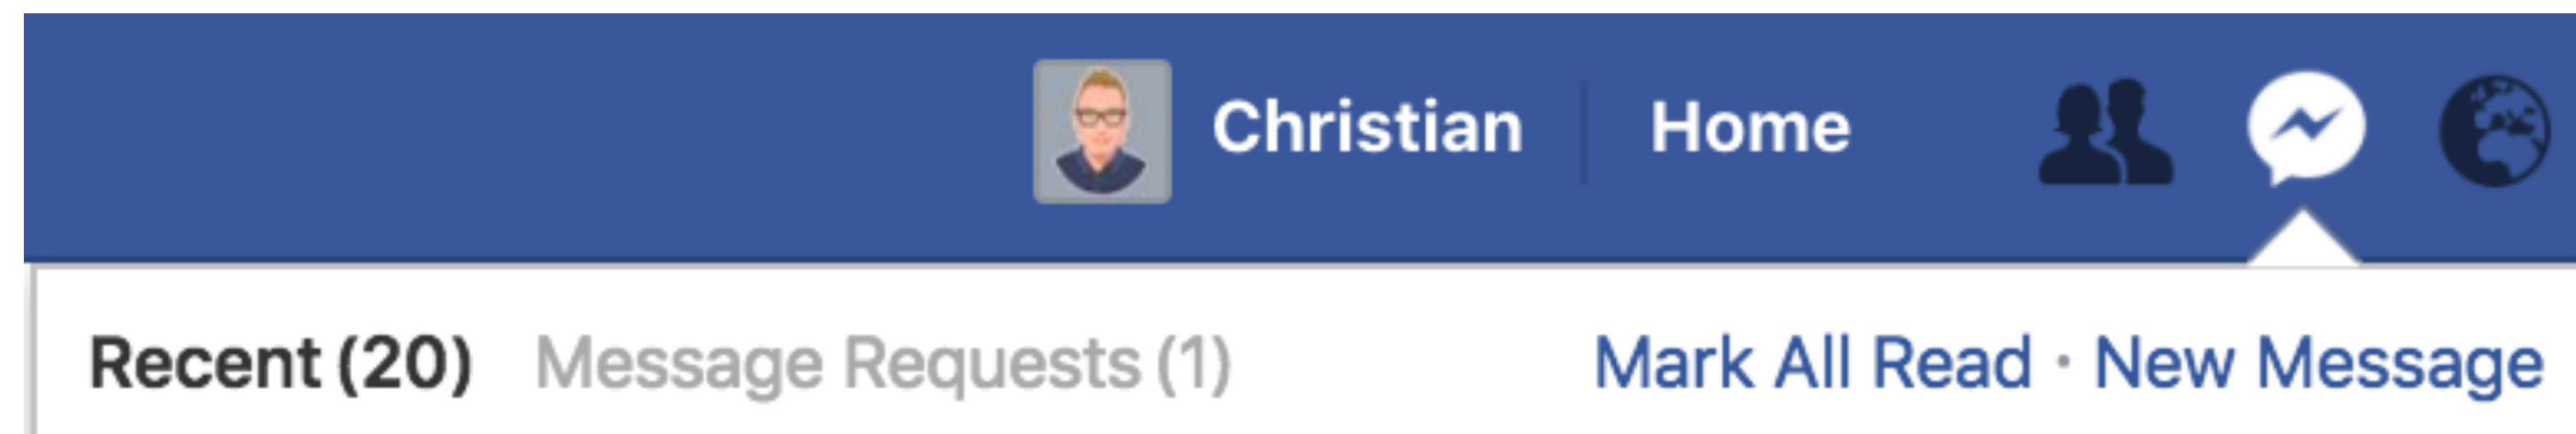 Christian Home
Recent (20) Message Requests (1) Mark All Read · New Message